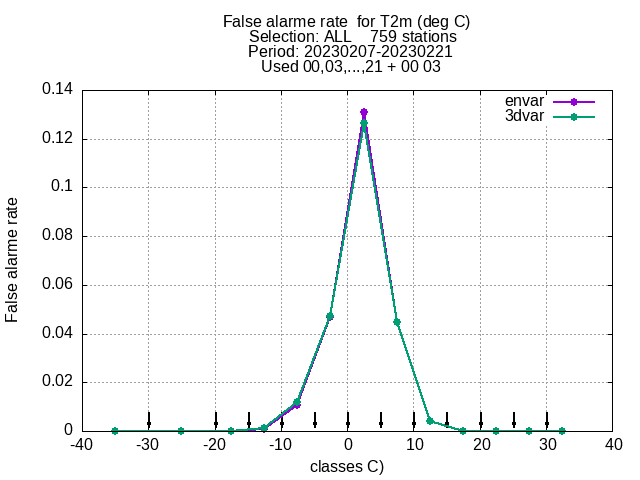 False alarme rate  for T2m (deg C)
Selection: ALL    759 stations
Period: 20230207-20230221
Used 00,03,...,21 + 00 03
envar
3dvar
0.14
0.12
0.1
0.08
0.06
0.04
0.02
0
False alarme rate
-40 -30 -20 -10 0 10 20 30 40
classes C)